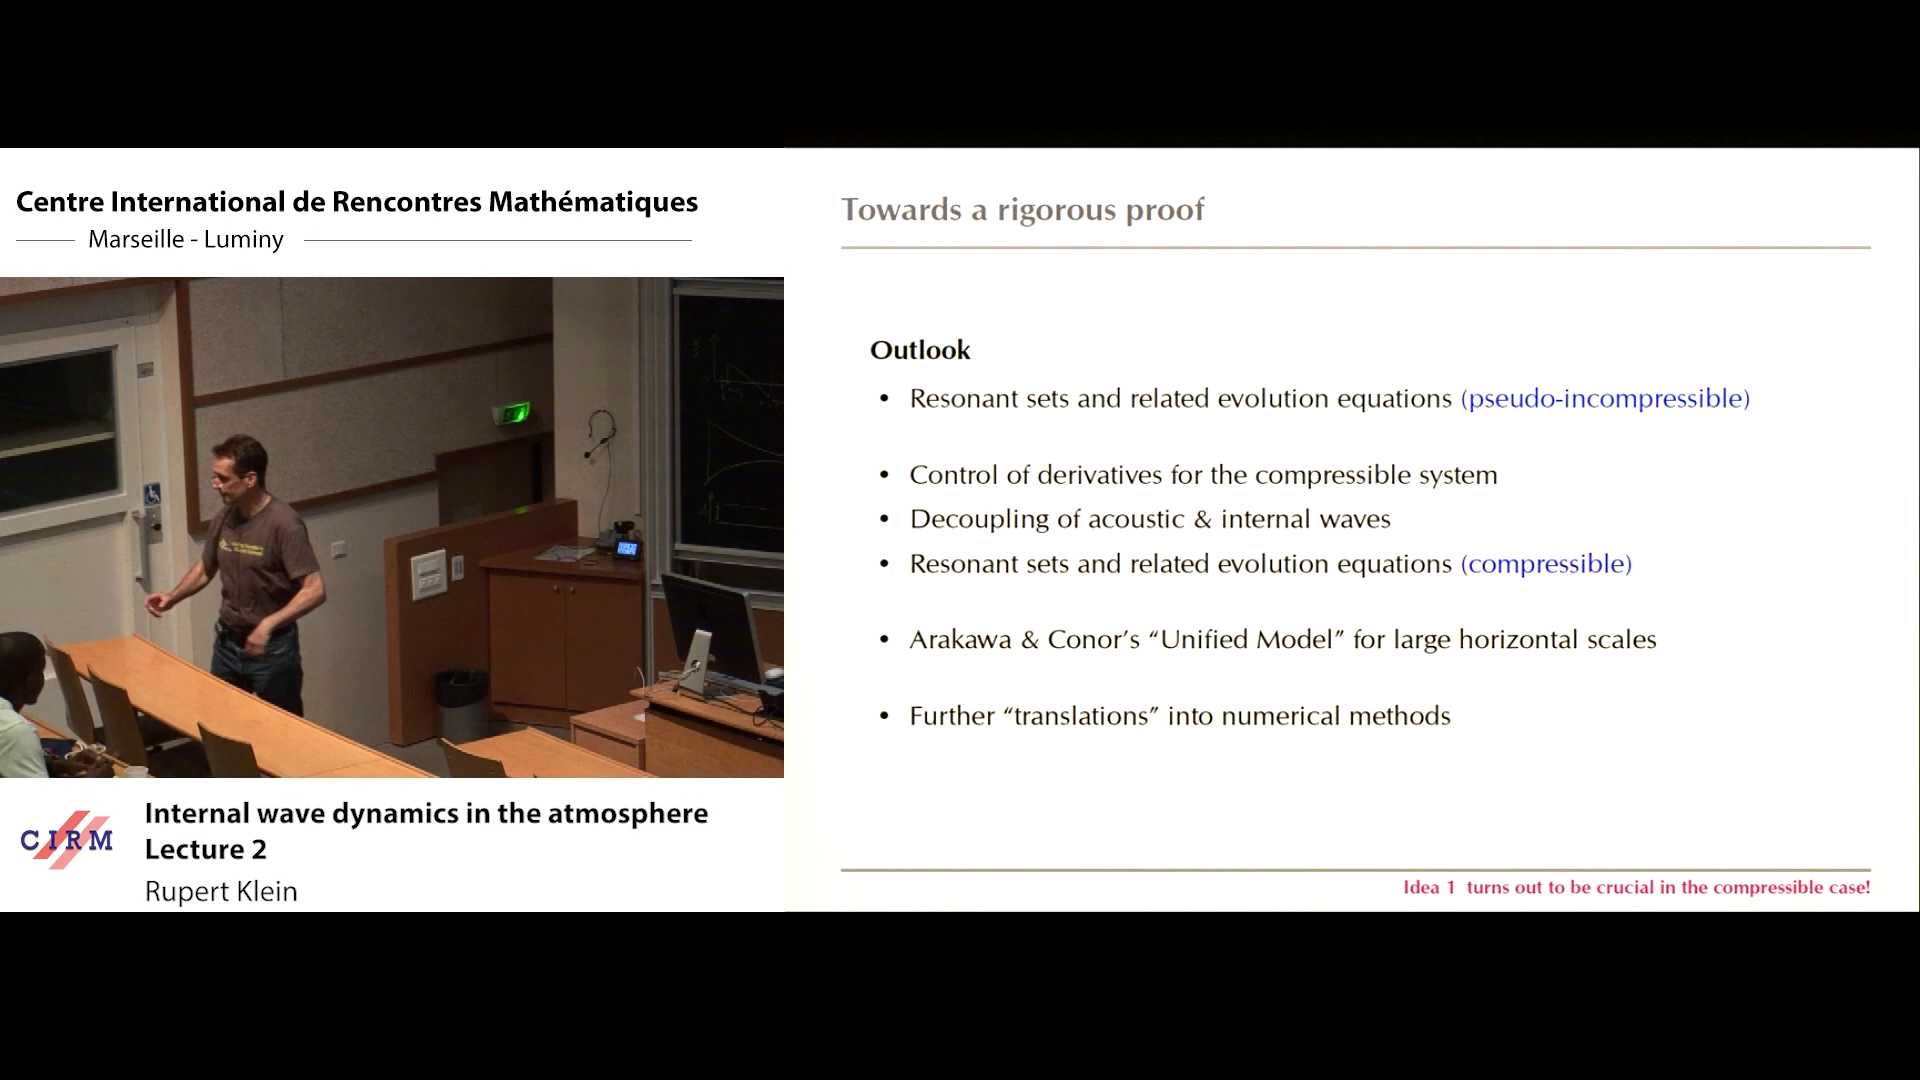 Centre International de Rencontres Mathématiques
Marseille - Luminy
CIRM
Internal wave dynamics in the atmosphere
Lecture 2
Rupert Klein
Towards a rigorous proof
Outlook
• Resonant sets and related evolution equations (pseudo-incompressible)
• Control of derivatives for the compressible system
• Decoupling of acoustic & internal waves
• Resonant sets and related evolution equations (compressible)
• Arakawa & Conor’s “Unified Model” for large horizontal scales
• Further “translations” into numerical methods
Idea 1 turns out to be crucial in the compressible case!